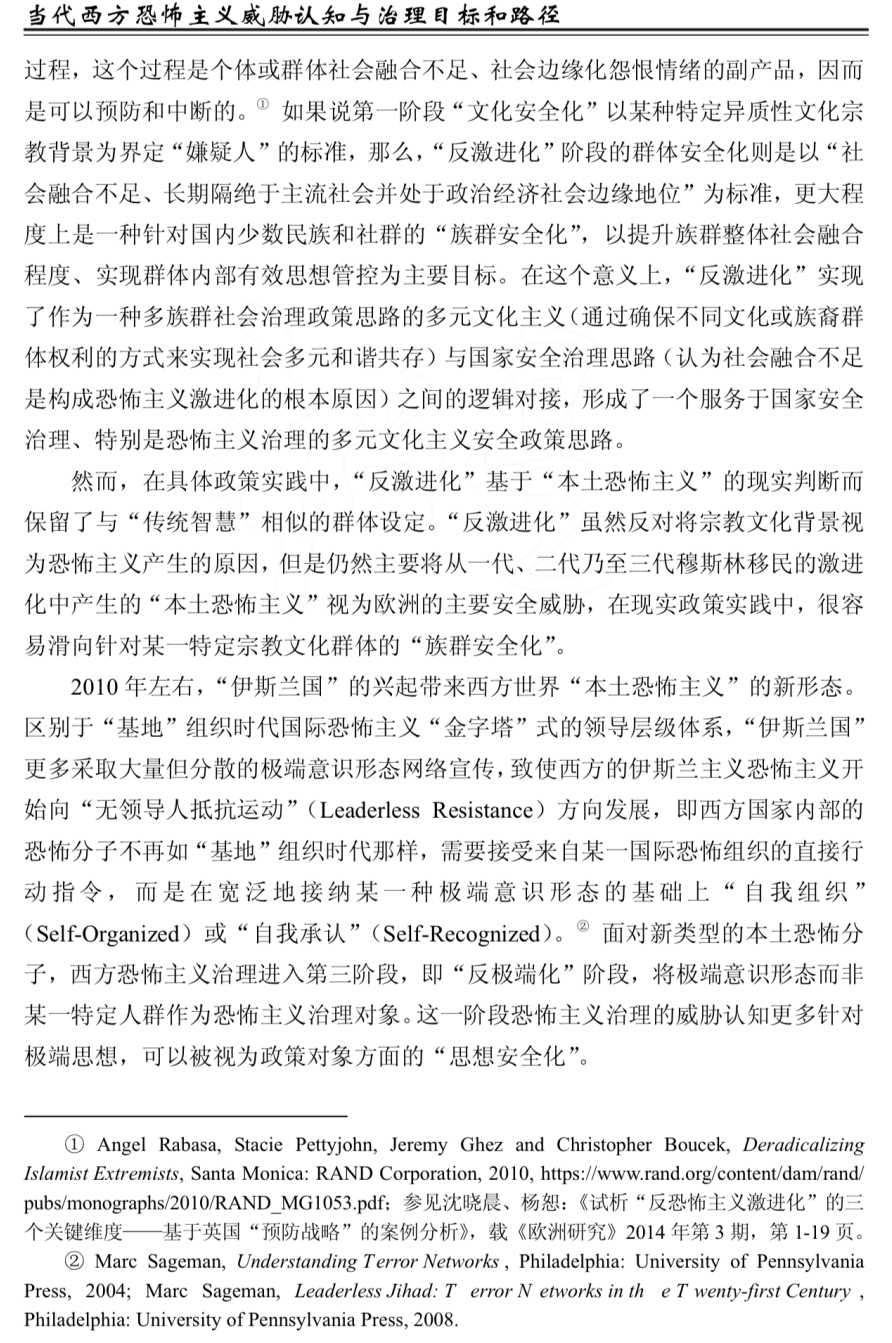 当代西方恐怖主义威胁认知与治理目标和路径
过程，这个过程是个体或群体社会融合不足、社会边缘化怨恨情绪的副产品，因而
是可以预防和中断的。① 如果说第一阶段“文化安全化”以某种特定异质性文化宗
教背景为界定“嫌疑人”的标准，那么，“反激进化”阶段的群体安全化则是以“社
会融合不足、长期隔绝于主流社会并处于政治经济社会边缘地位”为标准，更大程
度上是一种针对国内少数民族和社群的“族群安全化”，以提升族群整体社会融合
程度、实现群体内部有效思想管控为主要目标。在这个意义上，“反激进化”实现
了作为一种多族群社会治理政策思路的多元文化主义（通过确保不同文化或族裔群
体权利的方式来实现社会多元和谐共存）与国家安全治理思路（认为社会融合不足
是构成恐怖主义激进化的根本原因）之间的逻辑对接，形成了一个服务于国家安全
治理、特别是恐怖主义治理的多元文化主义安全政策思路。
然而，在具体政策实践中，“反激进化”基于“本土恐怖主义”的现实判断而
保留了与“传统智慧”相似的群体设定。“反激进化”虽然反对将宗教文化背景视
为恐怖主义产生的原因，但是仍然主要将从一代、二代乃至三代穆斯林移民的激进
化中产生的“本土恐怖主义”视为欧洲的主要安全威胁，在现实政策实践中，很容
易滑向针对某一特定宗教文化群体的“族群安全化”。
2010 年左右，“伊斯兰国”的兴起带来西方世界“本土恐怖主义”的新形态。
区别于“基地”组织时代国际恐怖主义“金字塔”式的领导层级体系，“伊斯兰国”
更多采取大量但分散的极端意识形态网络宣传，致使西方的伊斯兰主义恐怖主义开
始向“无领导人抵抗运动”（Leaderless Resistance）方向发展，即西方国家内部的
恐怖分子不再如“基地”组织时代那样，需要接受来自某一国际恐怖组织的直接行
动指令，而是在宽泛地接纳某一种极端意识形态的基础上“自我组织”
（Self-Organized）或“自我承认”（Self-Recognized）。② 面对新类型的本土恐怖分
子，西方恐怖主义治理进入第三阶段，即“反极端化”阶段，将极端意识形态而非
某一特定人群作为恐怖主义治理对象。这一阶段恐怖主义治理的威胁认知更多针对
极端思想，可以被视为政策对象方面的“思想安全化”。
① Angel Rabasa, Stacie Pettyjohn, Jeremy Ghez and Christopher Boucek, Deradicalizing
Islamist Extremists, Santa Monica: RAND Corporation, 2010, https://www.rand.org/content/dam/rand/
pubs/monographs/2010/RAND_MG1053.pdf；参见沈晓晨、杨恕：《试析“反恐怖主义激进化”的三
个关键维度——基于英国“预防战略”的案例分析》，载《欧洲研究》2014 年第 3 期，第 1-19 页。
② Marc Sageman, Understanding Terror Networks , Philadelphia: University of Pennsylvania
Press, 2004; Marc Sageman, Leaderless Jihad: T error N etworks in th e T wenty-first Century ,
Philadelphia: University of Pennsylvania Press, 2008.